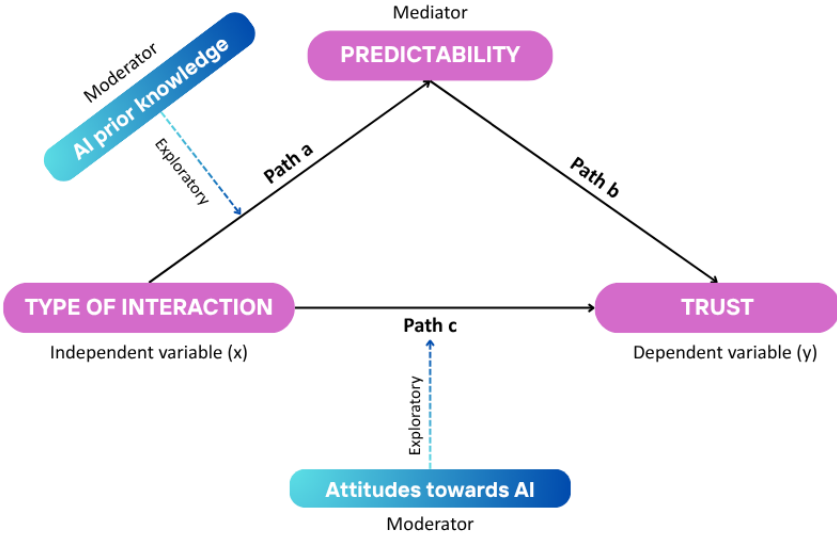 Mediator
PREDICTABILITY
Moderator
AI prior knowledge
Exploratory
Path a
Path b
TYPE OF INTERACTION
TRUST
Path c
Independent variable (x)
Dependent variable (y)
Exploratory
Attitudes towards AI
Moderator